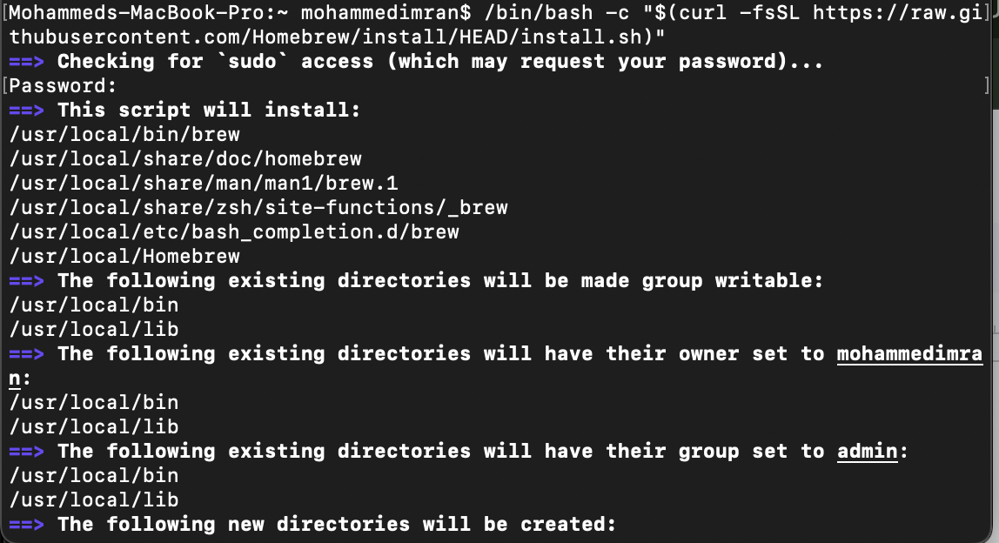 [Mohammeds-MacBook-Pro:~ mohammedimran$ /bin/bash -c "$(curl -fsSL https://raw.gi]
thubusercontent.com/Homebrew/install/HEAD/install.sh)"
==> Checking for `sudo` access (which may request your password)...
[Password: ]
==> This script will install:
/usr/local/bin/brew
/usr/local/share/doc/homebrew
/usr/local/share/man/man1/brew.1
/usr/local/share/zsh/site-functions/_brew
/usr/local/etc/bash_completion.d/brew
/usr/local/Homebrew
==> The following existing directories will be made group writable:
/usr/local/bin
/usr/local/lib
==> The following existing directories will have their owner set to mohammedimra
n:
/usr/local/bin
/usr/local/lib
==> The following existing directories will have their group set to admin:
/usr/local/bin
/usr/local/lib
==> The following new directories will be created: